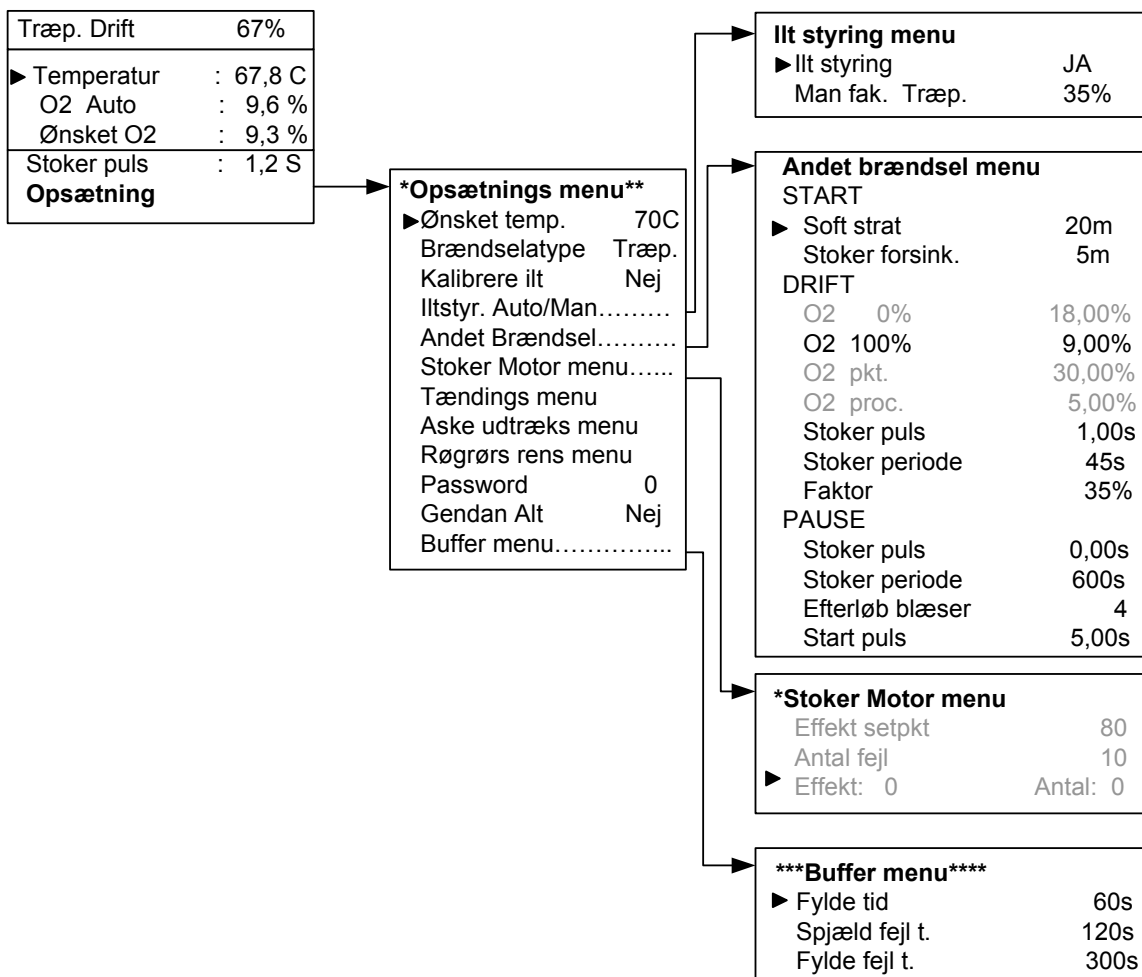 Træp. Drift 67%
Temperatur : 67,8 C
O2 Auto : 9,6 %
Ønsket O2 : 9,3 %
Stoker puls : 1,2 S
Opsætning
*Opsætnings menu**
Ønsket temp. 70C
Brændselatype Træp.
Kalibrere ilt Nej
Iltstyr. Auto/Man………
Andet Brændsel……….
Stoker Motor menu…...
Tændings menu
Aske udtræks menu
Røgrørs rens menu
Password 0
Gendan Alt Nej
Buffer menu…………...
Ilt styring menu
Ilt styring JA
Man fak. Træp. 35%
Andet brændsel menu
START
Soft strat 20m
Stoker forsink. 5m
DRIFT
O2 0% 18,00%
O2 100% 9,00%
O2 pkt. 30,00%
O2 proc. 5,00%
Stoker puls 1,00s
Stoker periode 45s
Faktor 35%
PAUSE
Stoker puls 0,00s
Stoker periode 600s
Efterløb blæser 4
Start puls 5,00s
*Stoker Motor menu
Effekt setpkt 80
Antal fejl 10
Effekt: 0 Antal: 0
***Buffer menu****
Fylde tid 60s
Spjæld fejl t. 120s
Fylde fejl t. 300s